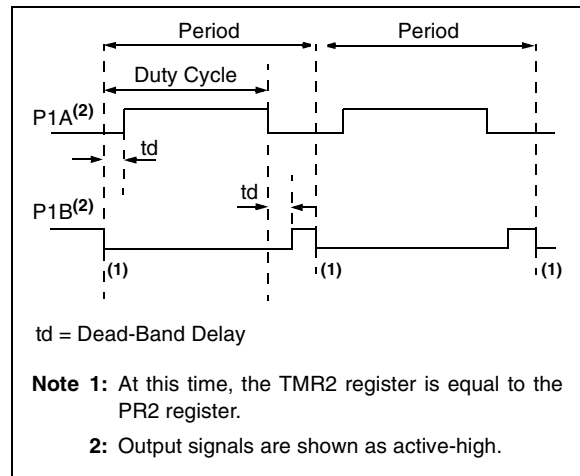 Period Period
Duty Cycle
P1A(2)
td
td
P1B(2)
(1) (1) (1)
td = Dead-Band Delay
Note 1: At this time, the TMR2 register is equal to the
PR2 register.
2: Output signals are shown as active-high.